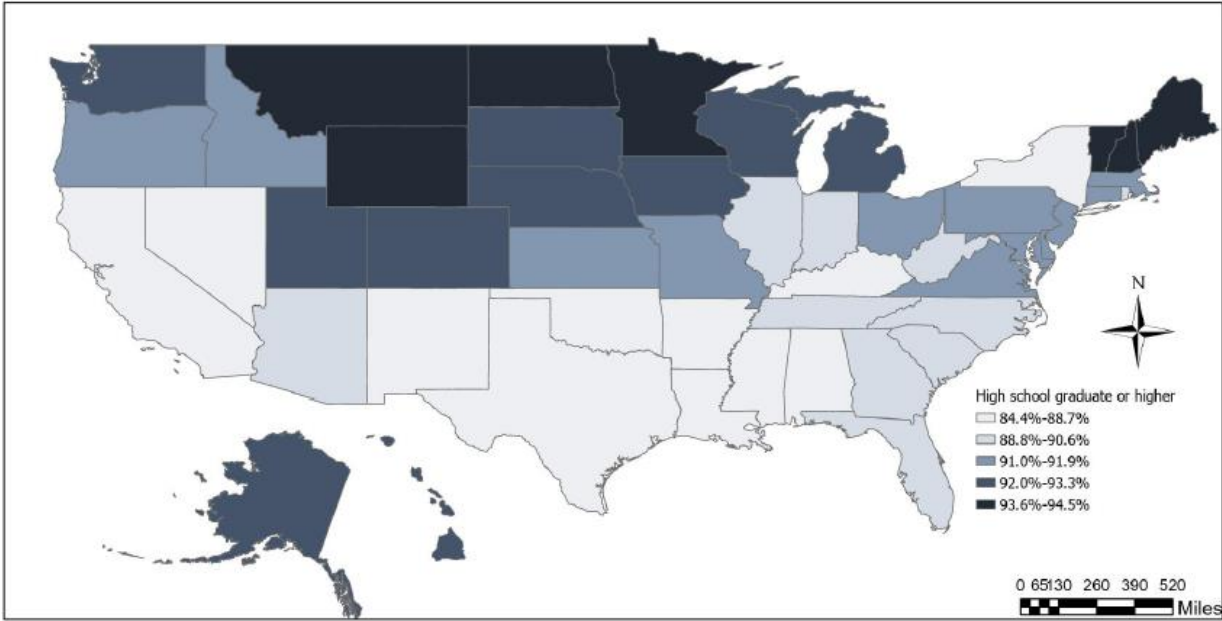 N
High school graduate or higher
84.4%-88.7%
88.8%-90.6%
91.0%-91.9%
92.0%-93.3%
93.6%-94.5%
0 65130 260 390 520
Miles